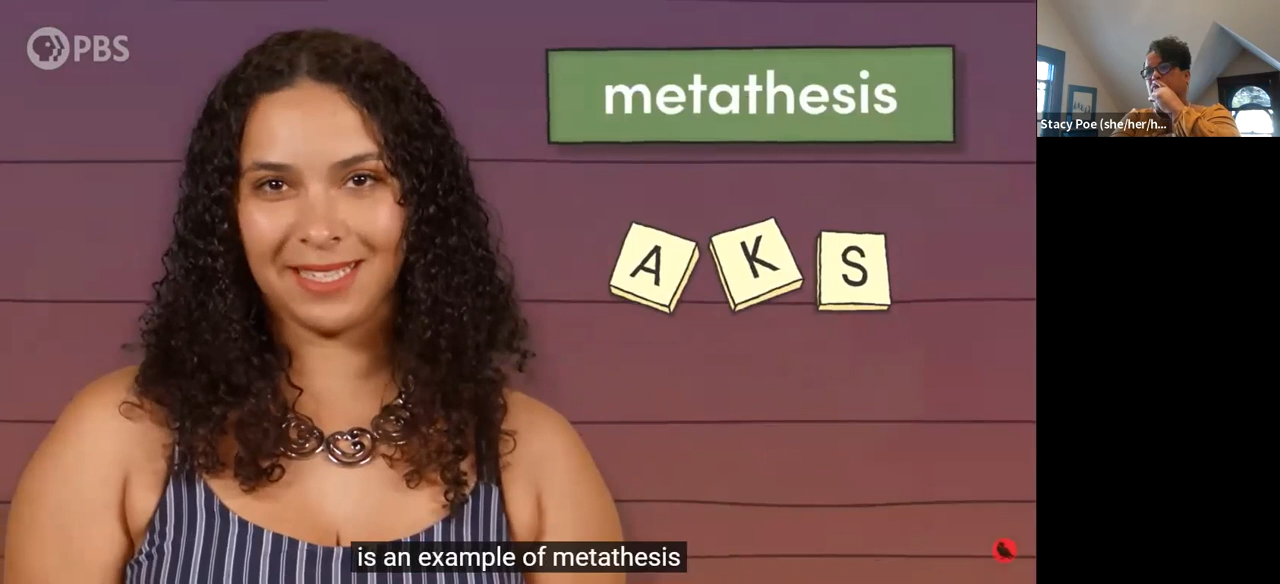 PBS
metathesis
A K S
is an example of metathesis
Stacy Poe (she/her/h...